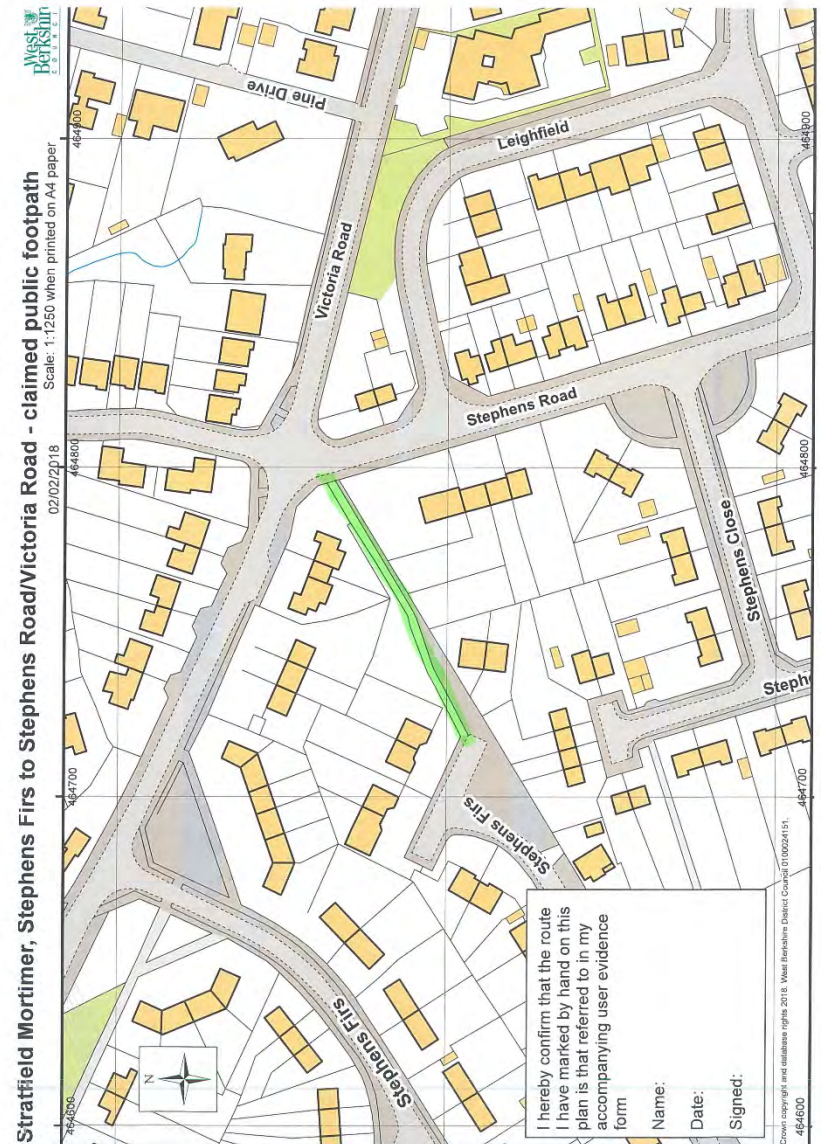 Stratfield Mortimer, Stephens Firs to Stephens Road/Victoria Road - claimed public footpath
Scale: 1:1250 when printed on A4 paper
02/02/2018
West
Berkshire
COUNCIL
464600
464700
464800
464900
Pine Drive
Victoria Road
Leighfield
Stephens Road
Stephens Close
Steph
Stephens Firs
Stephens Firs
N
I hereby confirm that the route
I have marked by hand on this
plan is that referred to in my
accompanying user evidence
form
Name:
Date:
Signed:
464600
464800
464900
Crown copyright and database rights 2018. West Berkshire District Council 0100024151.